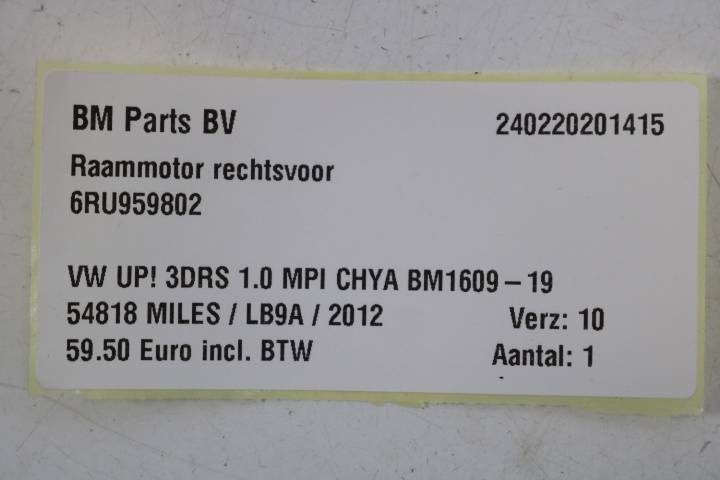 BM Parts BV 240220201415
Raammotor rechtsvoor
6RU959802
VW UP! 3DRS 1.0 MPI CHYA BM1609 – 19
54818 MILES / LB9A / 2012 Verz: 10
59.50 Euro incl. BTW Aantal: 1